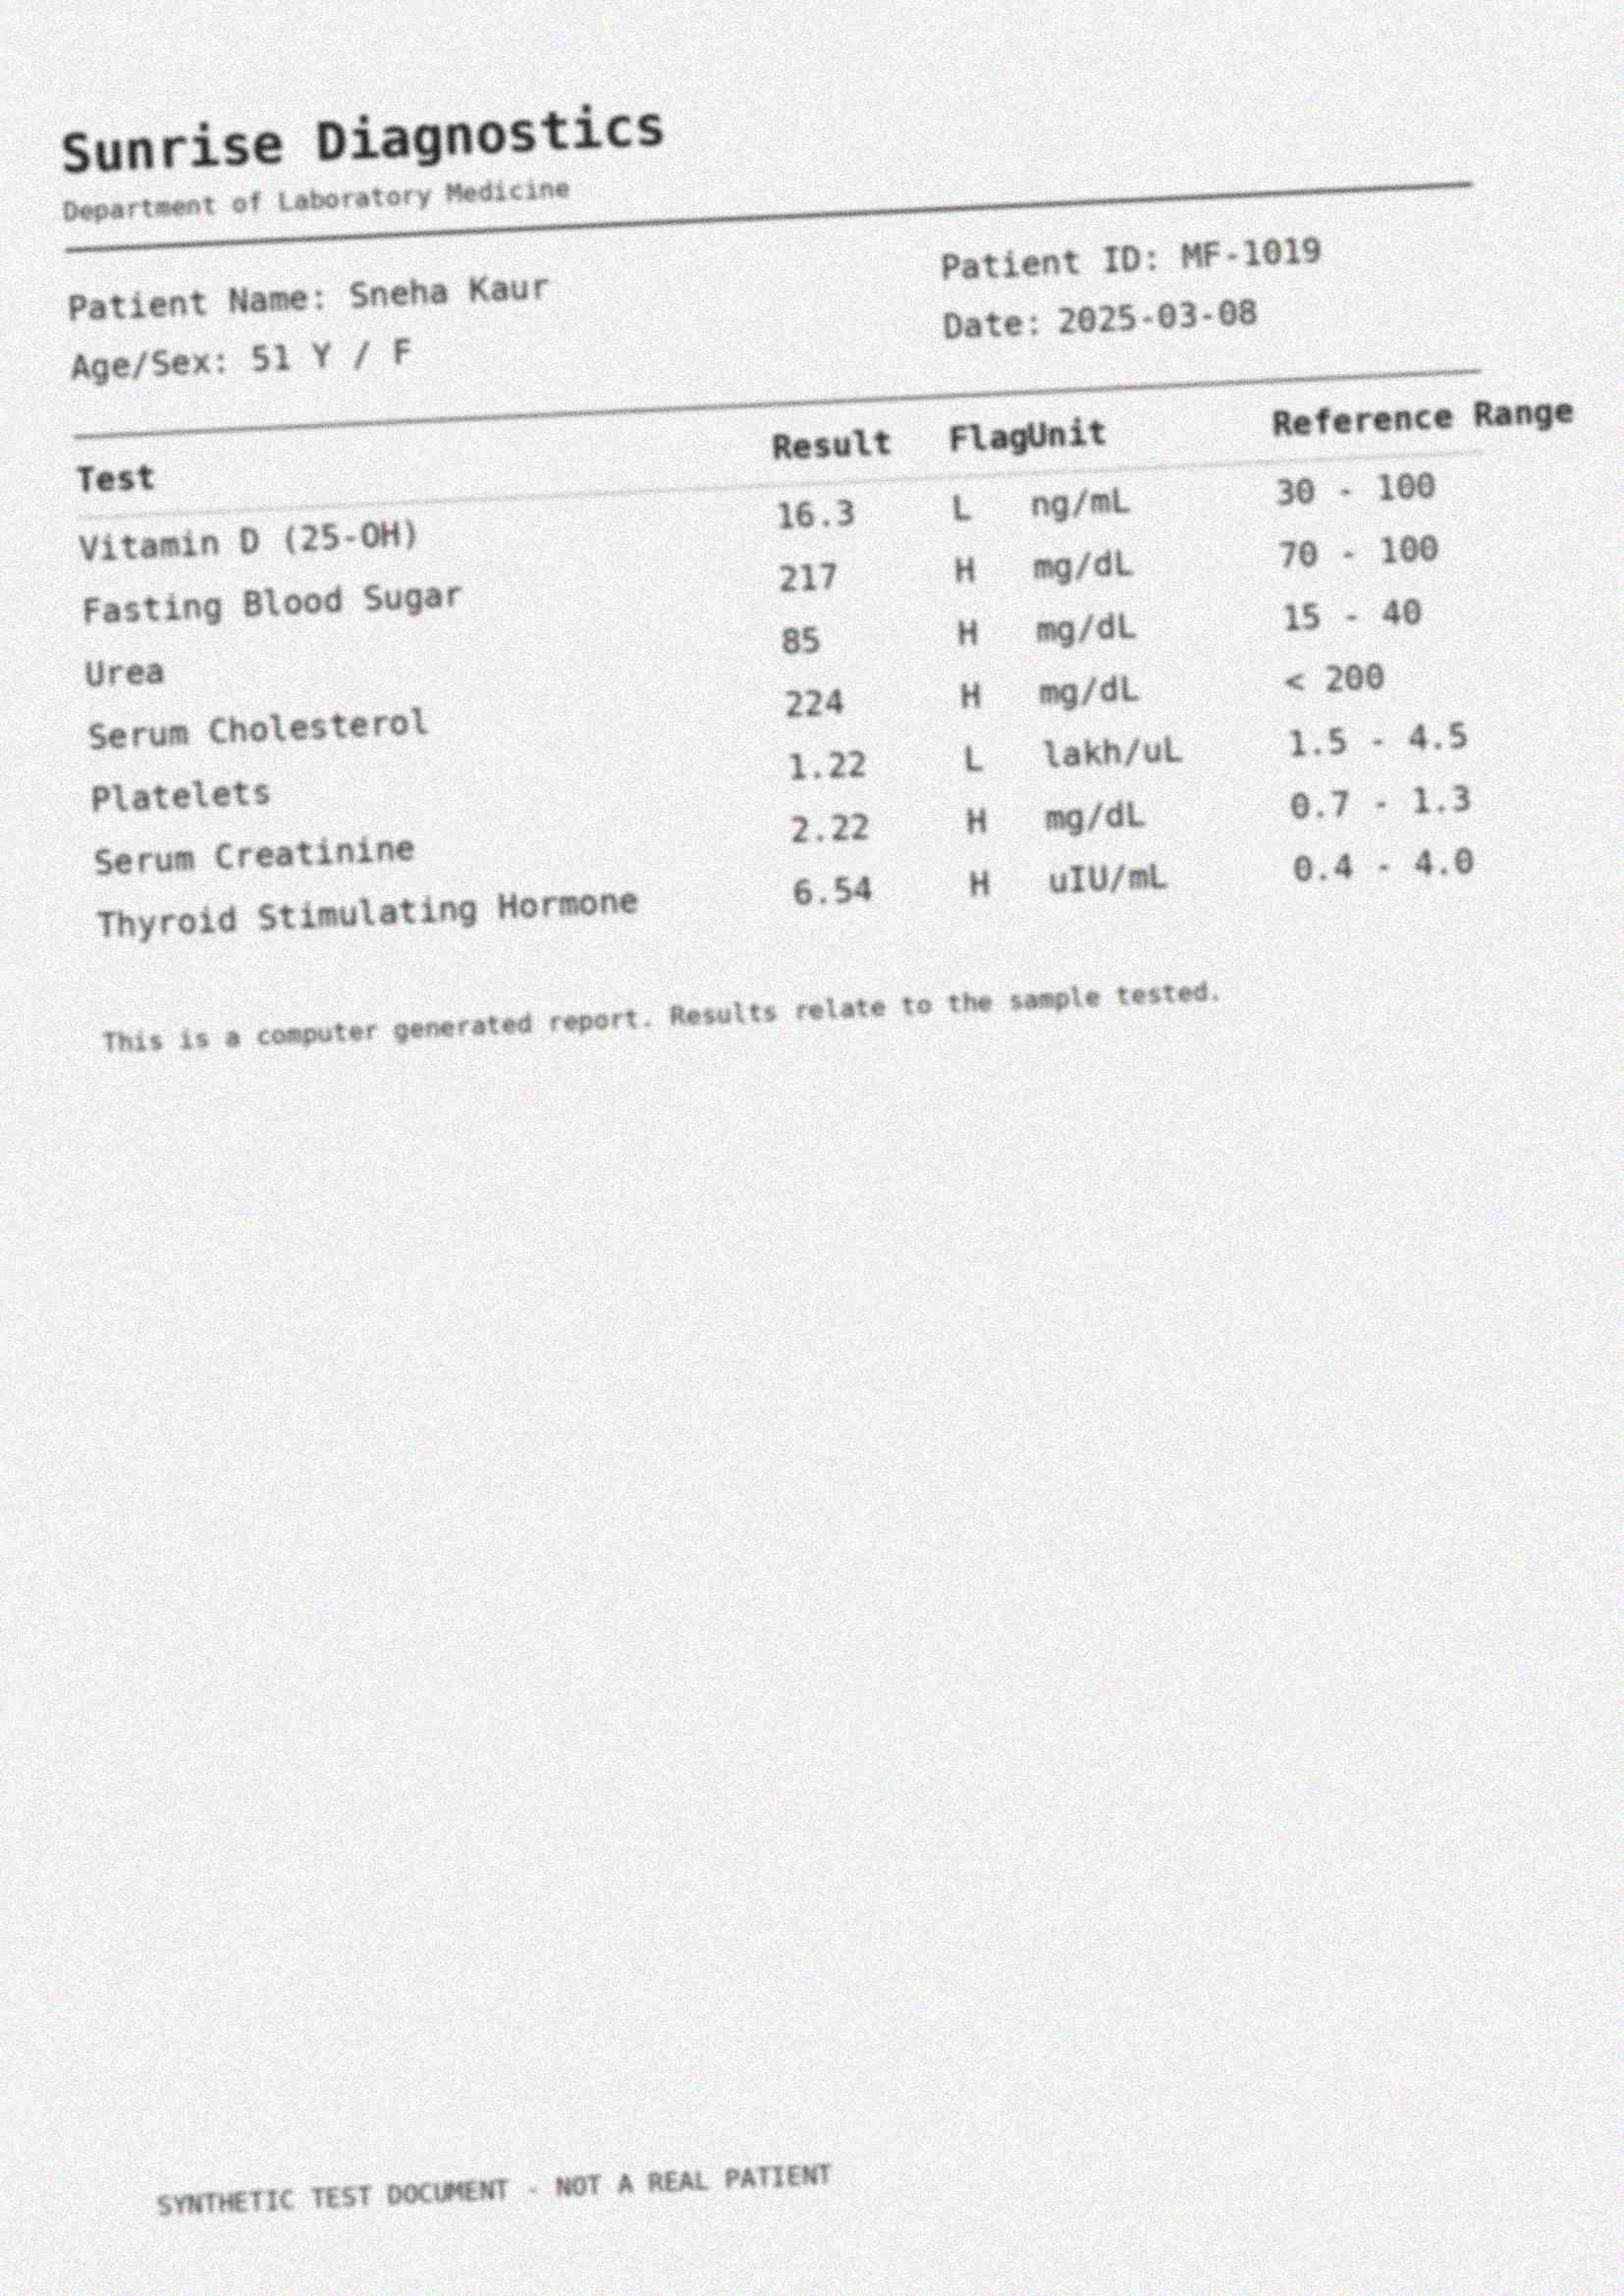 Sunrise Diagnostics
Department of Laboratory Medicine
Patient Name: Sneha Kaur Patient ID: MF-1019
Age/Sex: 51 Y / F Date: 2025-03-08
Test Result Flag Unit Reference Range
Vitamin D (25-OH) 16.3 L ng/mL 30 - 100
Fasting Blood Sugar 217 H mg/dL 70 - 100
Urea 85 H mg/dL 15 - 40
Serum Cholesterol 224 H mg/dL < 200
Platelets 1.22 L lakh/uL 1.5 - 4.5
Serum Creatinine 2.22 H mg/dL 0.7 - 1.3
Thyroid Stimulating Hormone 6.54 H uIU/mL 0.4 - 4.0
This is a computer generated report. Results relate to the sample tested.
SYNTHETIC TEST DOCUMENT - NOT A REAL PATIENT